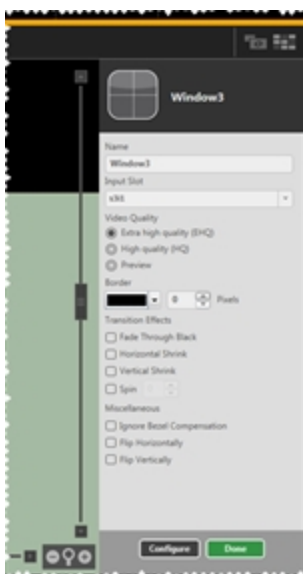 Window3
Name
Window3
Input Slot
Video Quality
Extra high quality (EHQ)
High quality (HQ)
Preview
Border
0 Pixels
Transition Effects
Fade Through Black
Horizontal Shrink
Vertical Shrink
Spin
Miscellaneous
Ignore Bezel Compensation
Flip Horizontally
Flip Vertically
Configure Done